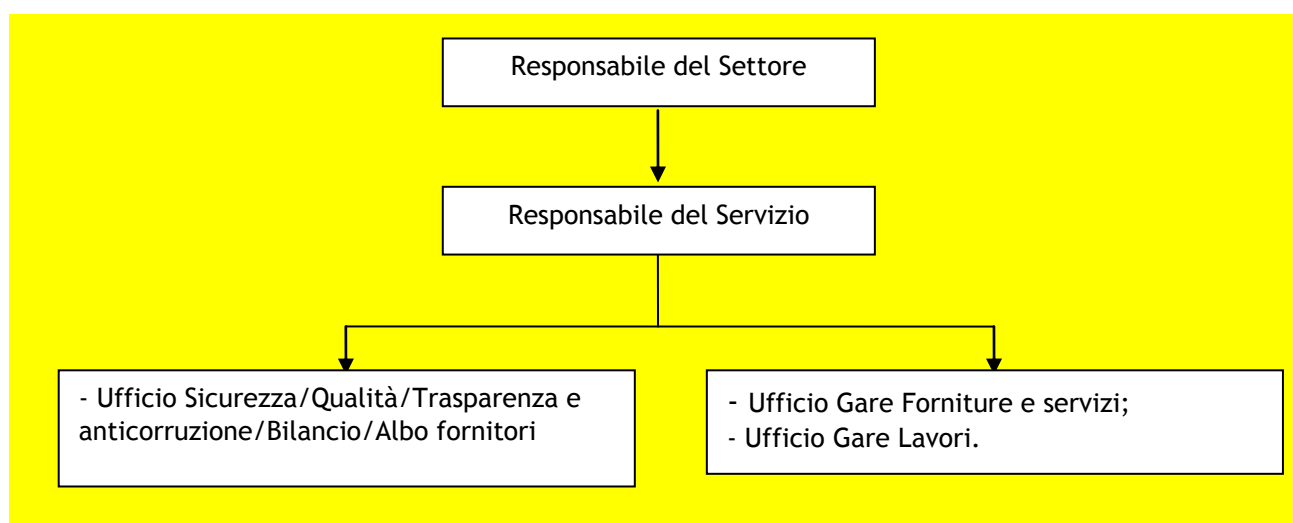 Responsabile del Settore
Responsabile del Servizio
- Ufficio Sicurezza/Qualità/Trasparenza e
anticorruzione/Bilancio/Albo fornitori
- Ufficio Gare Forniture e servizi;
- Ufficio Gare Lavori.